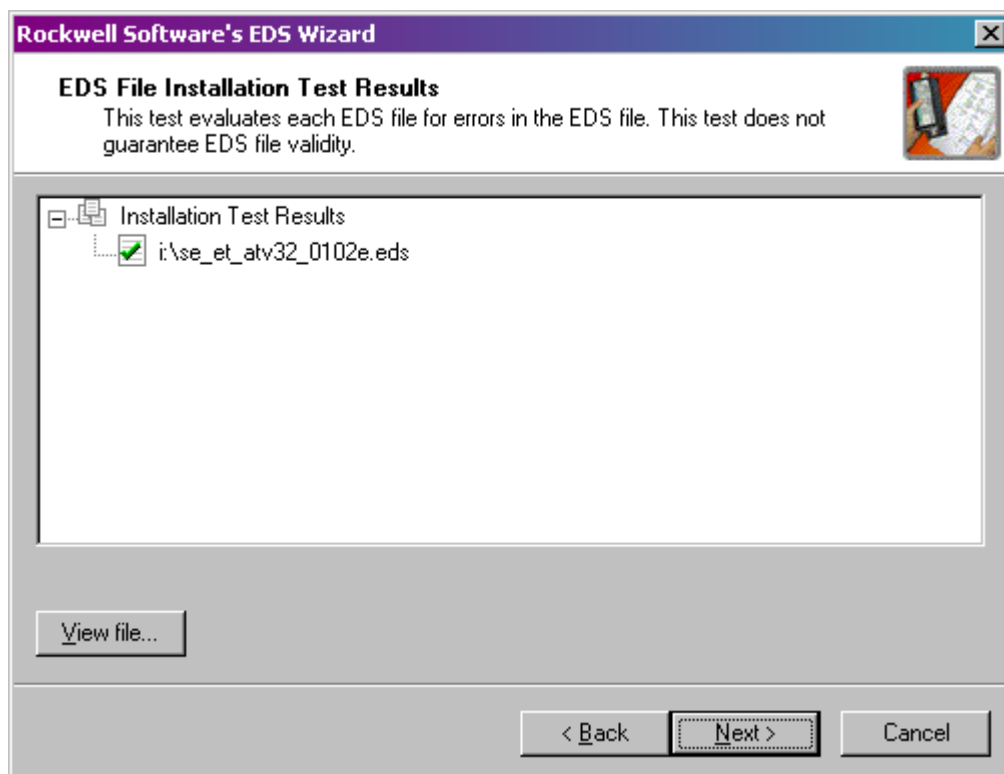 Rockwell Software's EDS Wizard
EDS File Installation Test Results
This test evaluates each EDS file for errors in the EDS file. This test does not
guarantee EDS file validity.
Installation Test Results
i:\se_et_atv32_0102e.eds
View file...
< Back
Next >
Cancel